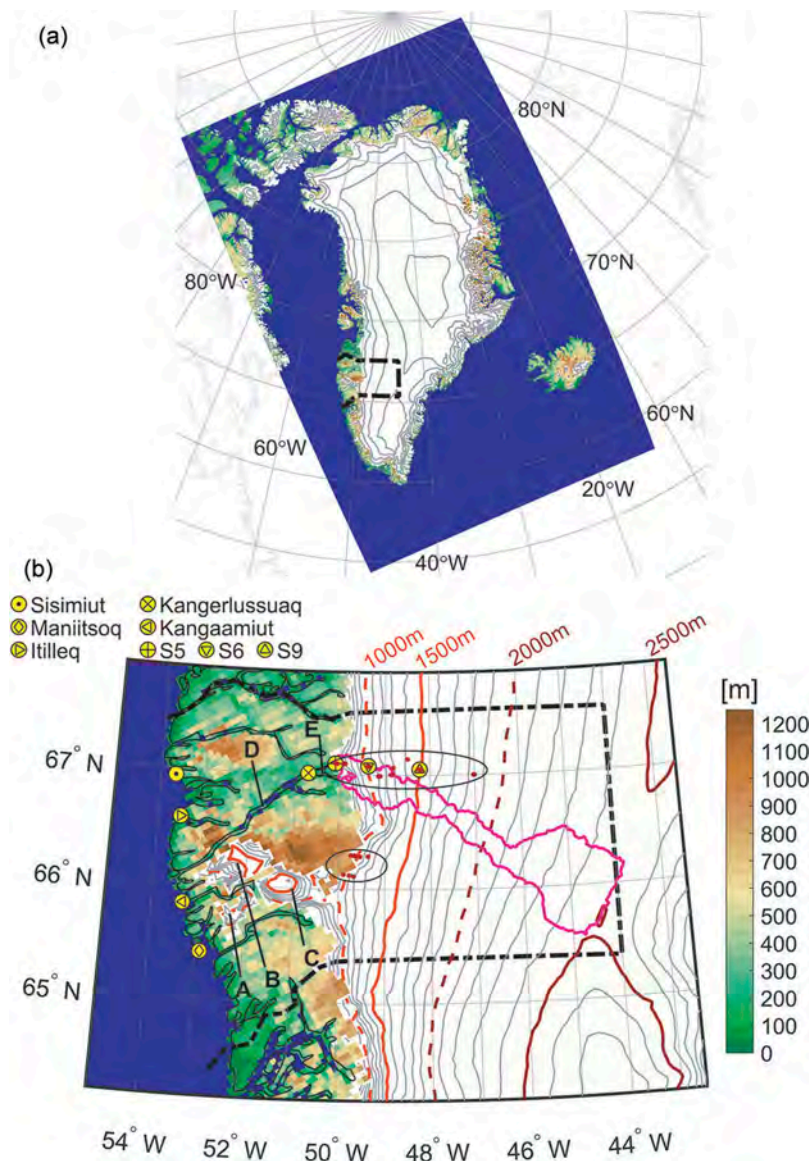 (a)
80°N
80°W
70°N
60°W
60°N
20°W
40°W
(b)
Sisimiut Kangerlussuaq
Maniitsoq Kangaamiut
Itilleq S5 S6 S9
1000m 1500m 2000m 2500m
[m]
1200
1100
1000
900
800
700
600
500
400
300
200
100
0
67° N
66° N
65° N
E
D
C
B
A
54° W 52° W 50° W 48° W 46° W 44° W